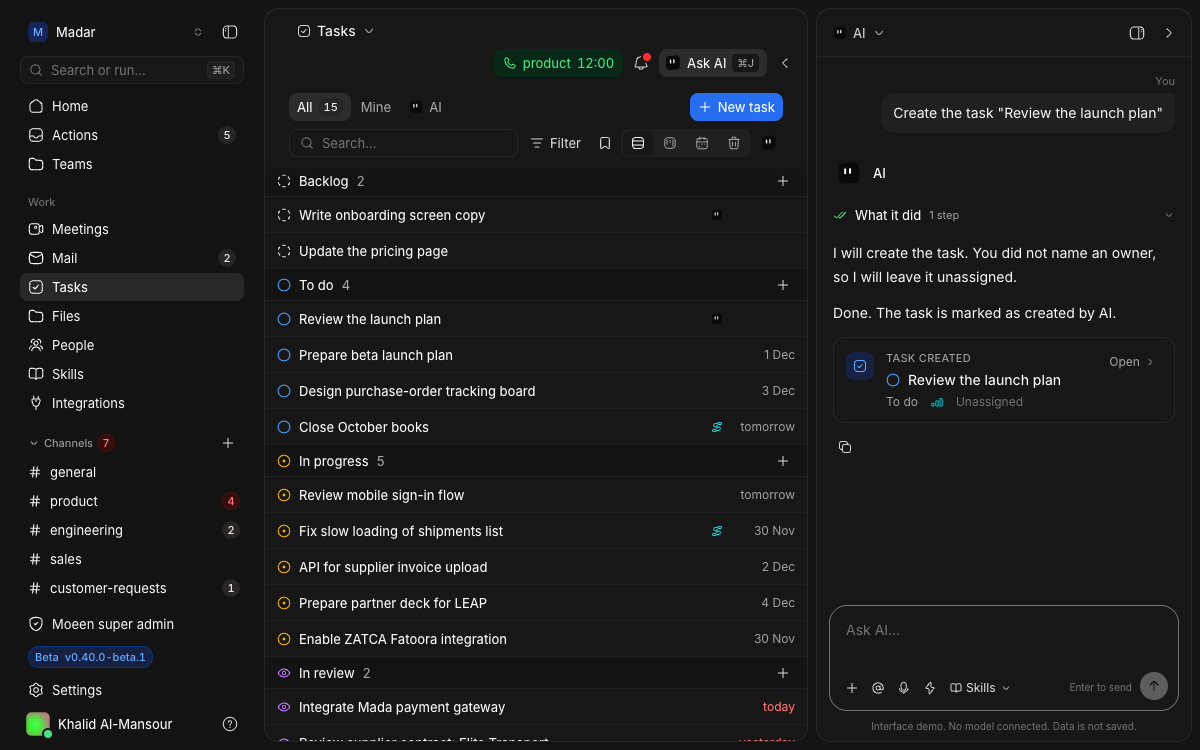 M Madar
Search or run... ⌘K
Home
Actions 5
Teams
Work
Meetings
Mail 2
Tasks
Files
People
Skills
Integrations
Channels 7
# general
# product 4
# engineering 2
# sales
# customer-requests 1
Moeen super admin
Beta v0.40.0-beta.1
Settings
Khalid Al-Mansour
Tasks
product 12:00
Ask AI ⌘J
All 15 Mine AI
+ New task
Search... Filter
Backlog 2
Write onboarding screen copy
Update the pricing page
To do 4
Review the launch plan
Prepare beta launch plan 1 Dec
Design purchase-order tracking board 3 Dec
Close October books tomorrow
In progress 5
Review mobile sign-in flow tomorrow
Fix slow loading of shipments list 30 Nov
API for supplier invoice upload 2 Dec
Prepare partner deck for LEAP 4 Dec
Enable ZATCA Fatoora integration 30 Nov
In review 2
Integrate Mada payment gateway today
Review supplier contract: Elite Transport yesterday
AI
You
Create the task "Review the launch plan"
AI
What it did 1 step
I will create the task. You did not name an owner,
so I will leave it unassigned.
Done. The task is marked as created by AI.
TASK CREATED
Open
Review the launch plan
To do Unassigned
Ask AI...
Skills
Enter to send
Interface demo. No model connected. Data is not saved.